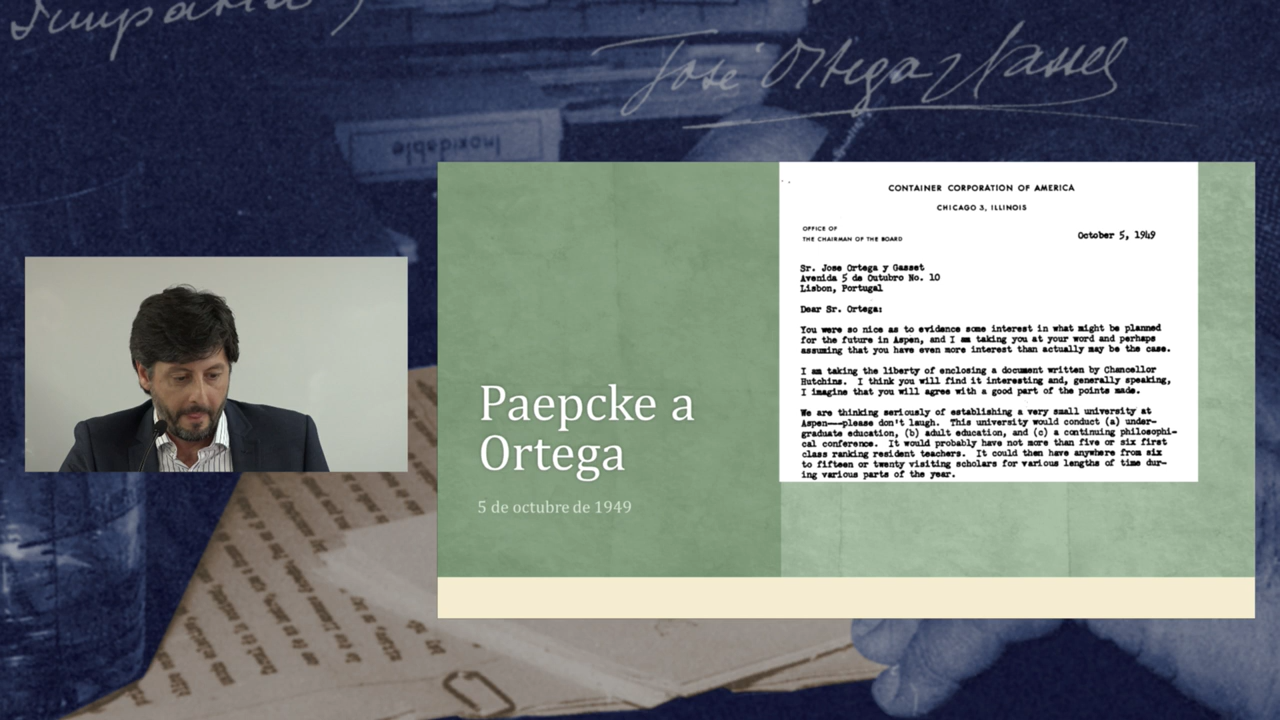 José Ortega y Gasset
Inoxidable
CONTAINER CORPORATION OF AMERICA
CHICAGO 3, ILLINOIS
OFFICE OF
THE CHAIRMAN OF THE BOARD
October 5, 1949
Sr. Jose Ortega y Gasset
Avenida 5 de Outubro No. 10
Lisbon, Portugal
Dear Sr. Ortega:
You were so nice as to evidence some interest in what might be planned
for the future in Aspen, and I am taking you at your word and perhaps
assuming that you have even more interest than actually may be the case.
I am taking the liberty of enclosing a document written by Chancellor
Hutchins. I think you will find it interesting and, generally speaking,
I imagine that you will agree with a good part of the points made.
We are thinking seriously of establishing a very small university at
Aspen---please don't laugh. This university would conduct (a) under-
graduate education, (b) adult education, and (c) a continuing philosophi-
cal conference. It would probably have not more than five or six first
class ranking resident teachers. It could then have anywhere from six
to fifteen or twenty visiting scholars for various lengths of time dur-
ing various parts of the year.
Paepcke a
Ortega
5 de octubre de 1949